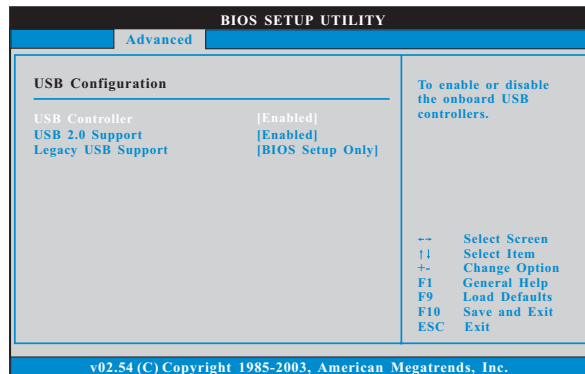 BIOS SETUP UTILITY
Advanced
USB Configuration
USB Controller [Enabled]
USB 2.0 Support [Enabled]
Legacy USB Support [BIOS Setup Only]
To enable or disable
the onboard USB
controllers.
←→ Select Screen
↑↓ Select Item
+- Change Option
F1 General Help
F9 Load Defaults
F10 Save and Exit
ESC Exit
v02.54 (C) Copyright 1985-2003, American Megatrends, Inc.